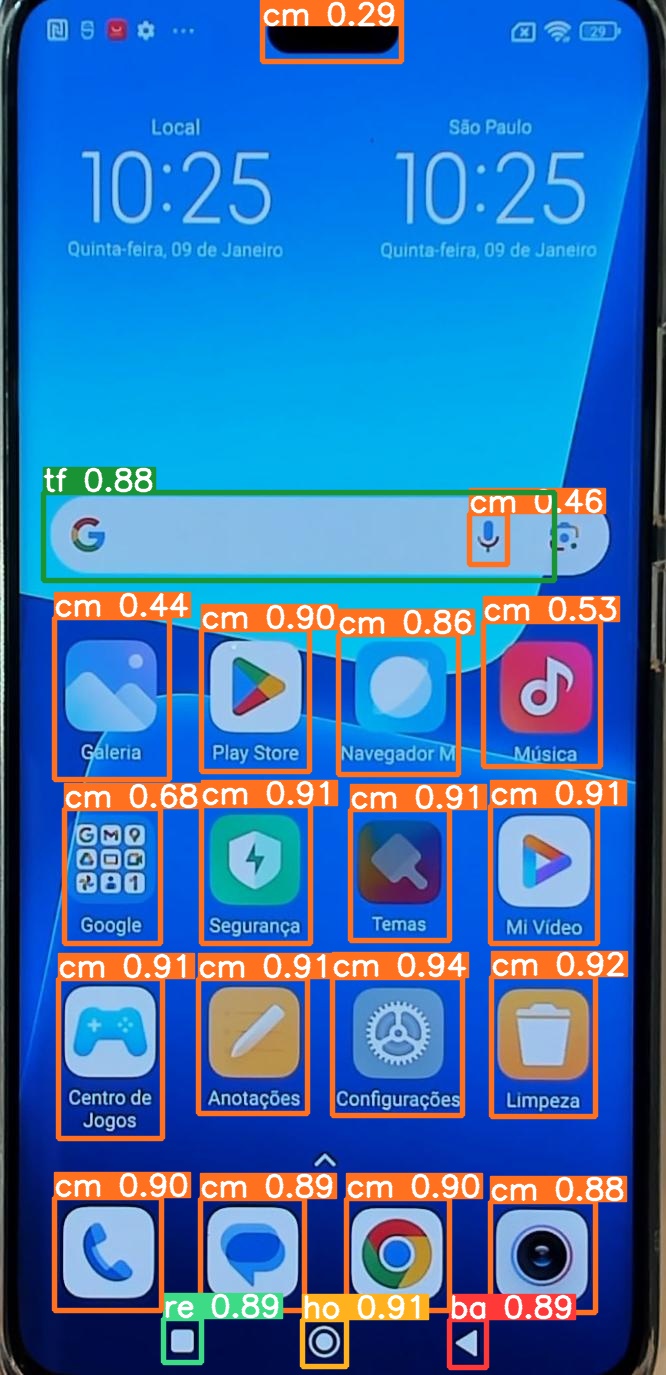 cm 0.29
29
Local
São Paulo
10:25
10:25
Quinta-feira, 09 de Janeiro
Quinta-feira, 09 de Janeiro
tf 0.88
cm 0.46
G
cm 0.44
cm 0.90
cm 0.86
cm 0.53
Galeria
Play Store
Navegador M
Música
cm 0.68
cm 0.91
cm 0.91
cm 0.91
Google
Segurança
Temas
Mi Vídeo
cm 0.91
cm 0.91
cm 0.94
cm 0.92
Centro de
Jogos
Anotações
Configurações
Limpeza
cm 0.90
cm 0.89
cm 0.90
cm 0.88
re 0.89
ho 0.91
ba 0.89